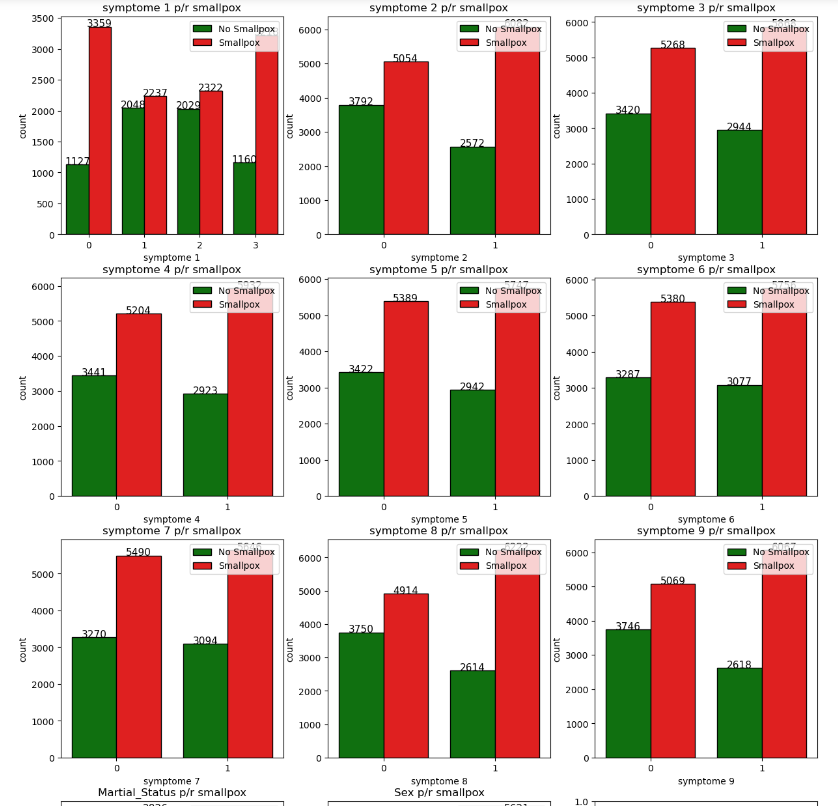 symptome 1 p/r smallpox
3500
3000
2500
2000
1500
1000
500
0
count
3359
1127
2048
2237
2029
2322
1160
No Smallpox
Smallpox
0 1 2 3
symptome 1
symptome 2 p/r smallpox
6000
5000
4000
3000
2000
1000
0
count
3792
5054
2572
No Smallpox
Smallpox
0 1
symptome 2
symptome 3 p/r smallpox
6000
5000
4000
3000
2000
1000
0
count
3420
5268
2944
No Smallpox
Smallpox
0 1
symptome 3
symptome 4 p/r smallpox
6000
5000
4000
3000
2000
1000
0
count
3441
5204
2923
No Smallpox
Smallpox
0 1
symptome 4
symptome 5 p/r smallpox
6000
5000
4000
3000
2000
1000
0
count
3422
5389
2942
No Smallpox
Smallpox
0 1
symptome 5
symptome 6 p/r smallpox
6000
5000
4000
3000
2000
1000
0
count
3287
5380
3077
No Smallpox
Smallpox
0 1
symptome 6
symptome 7 p/r smallpox
5000
4000
3000
2000
1000
0
count
3270
5490
3094
No Smallpox
Smallpox
0 1
symptome 7
symptome 8 p/r smallpox
6000
5000
4000
3000
2000
1000
0
count
3750
4914
2614
No Smallpox
Smallpox
0 1
symptome 8
symptome 9 p/r smallpox
6000
5000
4000
3000
2000
1000
0
count
3746
5069
2618
No Smallpox
Smallpox
0 1
symptome 9
Martial_Status p/r smallpox
Sex p/r smallpox
1.0